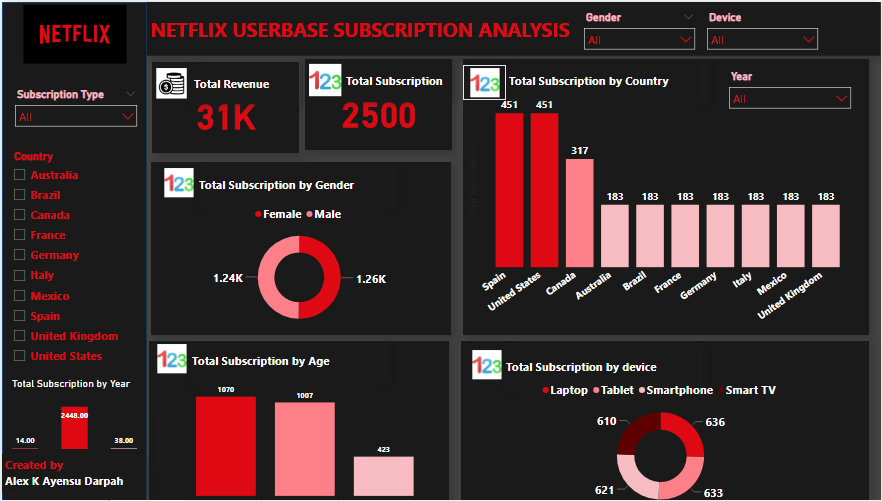 NETFLIX
NETFLIX USERBASE SUBSCRIPTION ANALYSIS
Gender
All
Device
All
Subscription Type
All
Country
Australia
Brazil
Canada
France
Germany
Italy
Mexico
Spain
United Kingdom
United States
Total Subscription by Year
14.00
2448.00
38.00
Created by
Alex K Ayensu Darpah
Total Revenue
31K
123
Total Subscription
2500
123
Total Subscription by Gender
Female Male
1.24K
1.26K
123
Total Subscription by Age
1070
1007
423
123
Total Subscription by Country
Year
All
451
451
317
183
183
183
183
183
183
183
Spain
United States
Canada
Australia
Brazil
France
Germany
Italy
Mexico
United Kingdom
123
Total Subscription by device
Laptop Tablet Smartphone Smart TV
610
636
621
633